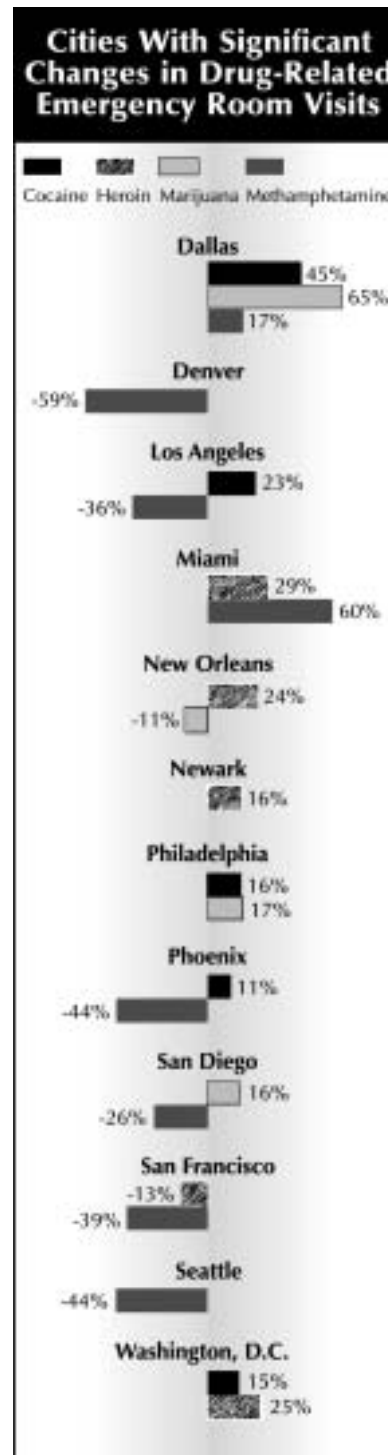 Cities With Significant
Changes in Drug-Related
Emergency Room Visits
Cocaine Heroin Marijuana Methamphetamine
Dallas
45%
65%
17%
Denver
-59%
Los Angeles
23%
-36%
Miami
29%
60%
New Orleans
24%
-11%
Newark
16%
Philadelphia
16%
17%
Phoenix
11%
-44%
San Diego
16%
-26%
San Francisco
-13%
-39%
Seattle
-44%
Washington, D.C.
15%
25%